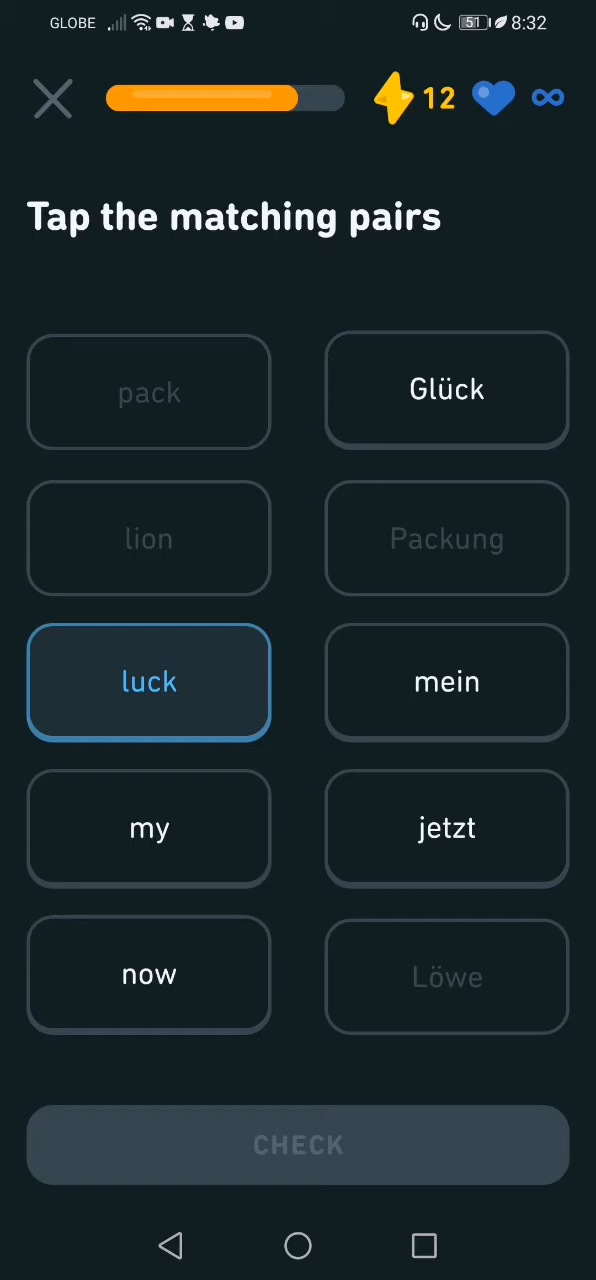 GLOBE 51 8:32
12
Tap the matching pairs
pack Glück
lion Packung
luck mein
my jetzt
now Löwe
CHECK